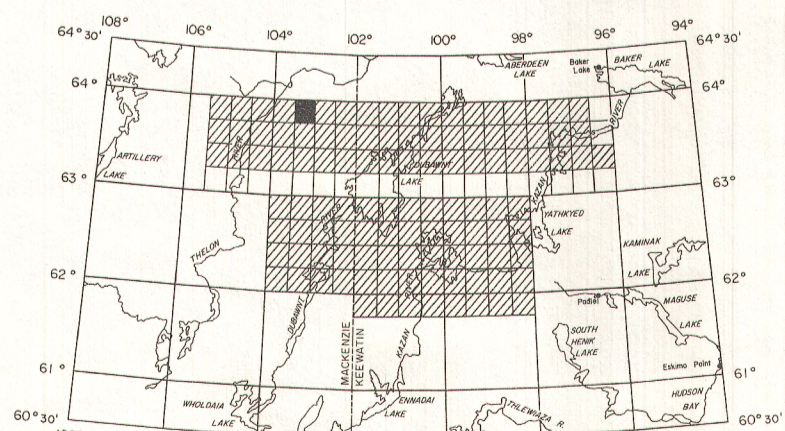 108° 106° 104° 102° 100° 98° 96° 94°
64° 30' 64° 30'
64° 64°
ABERDEEN
LAKE
Baker
Lake
BAKER LAKE
RIVER
RIVER
ARTILLERY
LAKE
DUBAWNT
LAKE
63° 63°
KAZAN
RIVER
YATHKYED
LAKE
THELON
KAMINAK
LAKE
62° 62°
RIVER
DUBAWNT
Padlei
MAGUSE
LAKE
MACKENZIE
KEEWATIN
KAZAN
SOUTH
HENIK
LAKE
Eskimo Point
61° 61°
WHOLDAIA
LAKE
ENNADAI
LAKE
HUDSON
BAY
THLEWIAZA R.
60° 30' 60° 30'